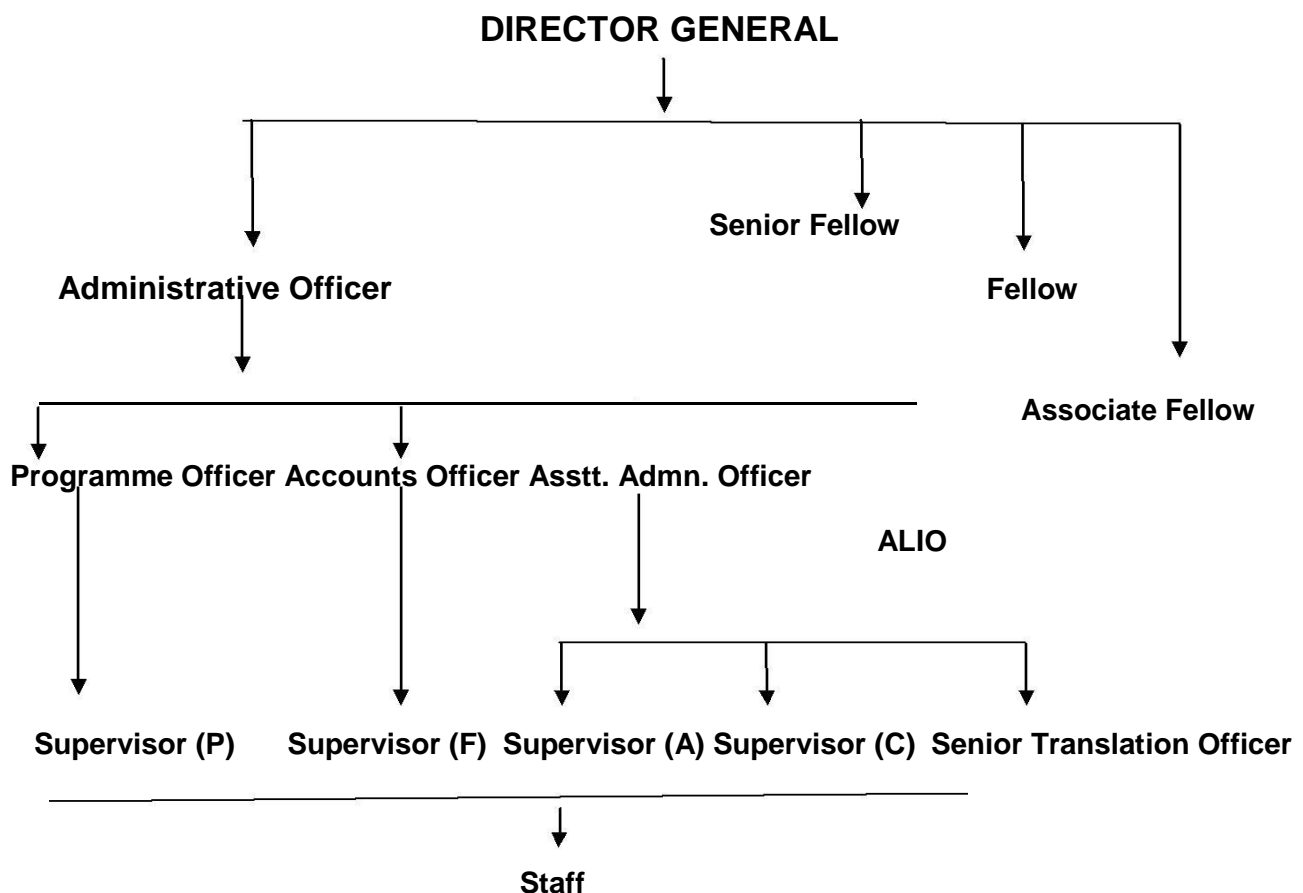 DIRECTOR GENERAL
Senior Fellow
Administrative Officer
Fellow
Associate Fellow
Programme Officer Accounts Officer Asstt. Admn. Officer
ALIO
Supervisor (P) Supervisor (F) Supervisor (A) Supervisor (C) Senior Translation Officer
Staff